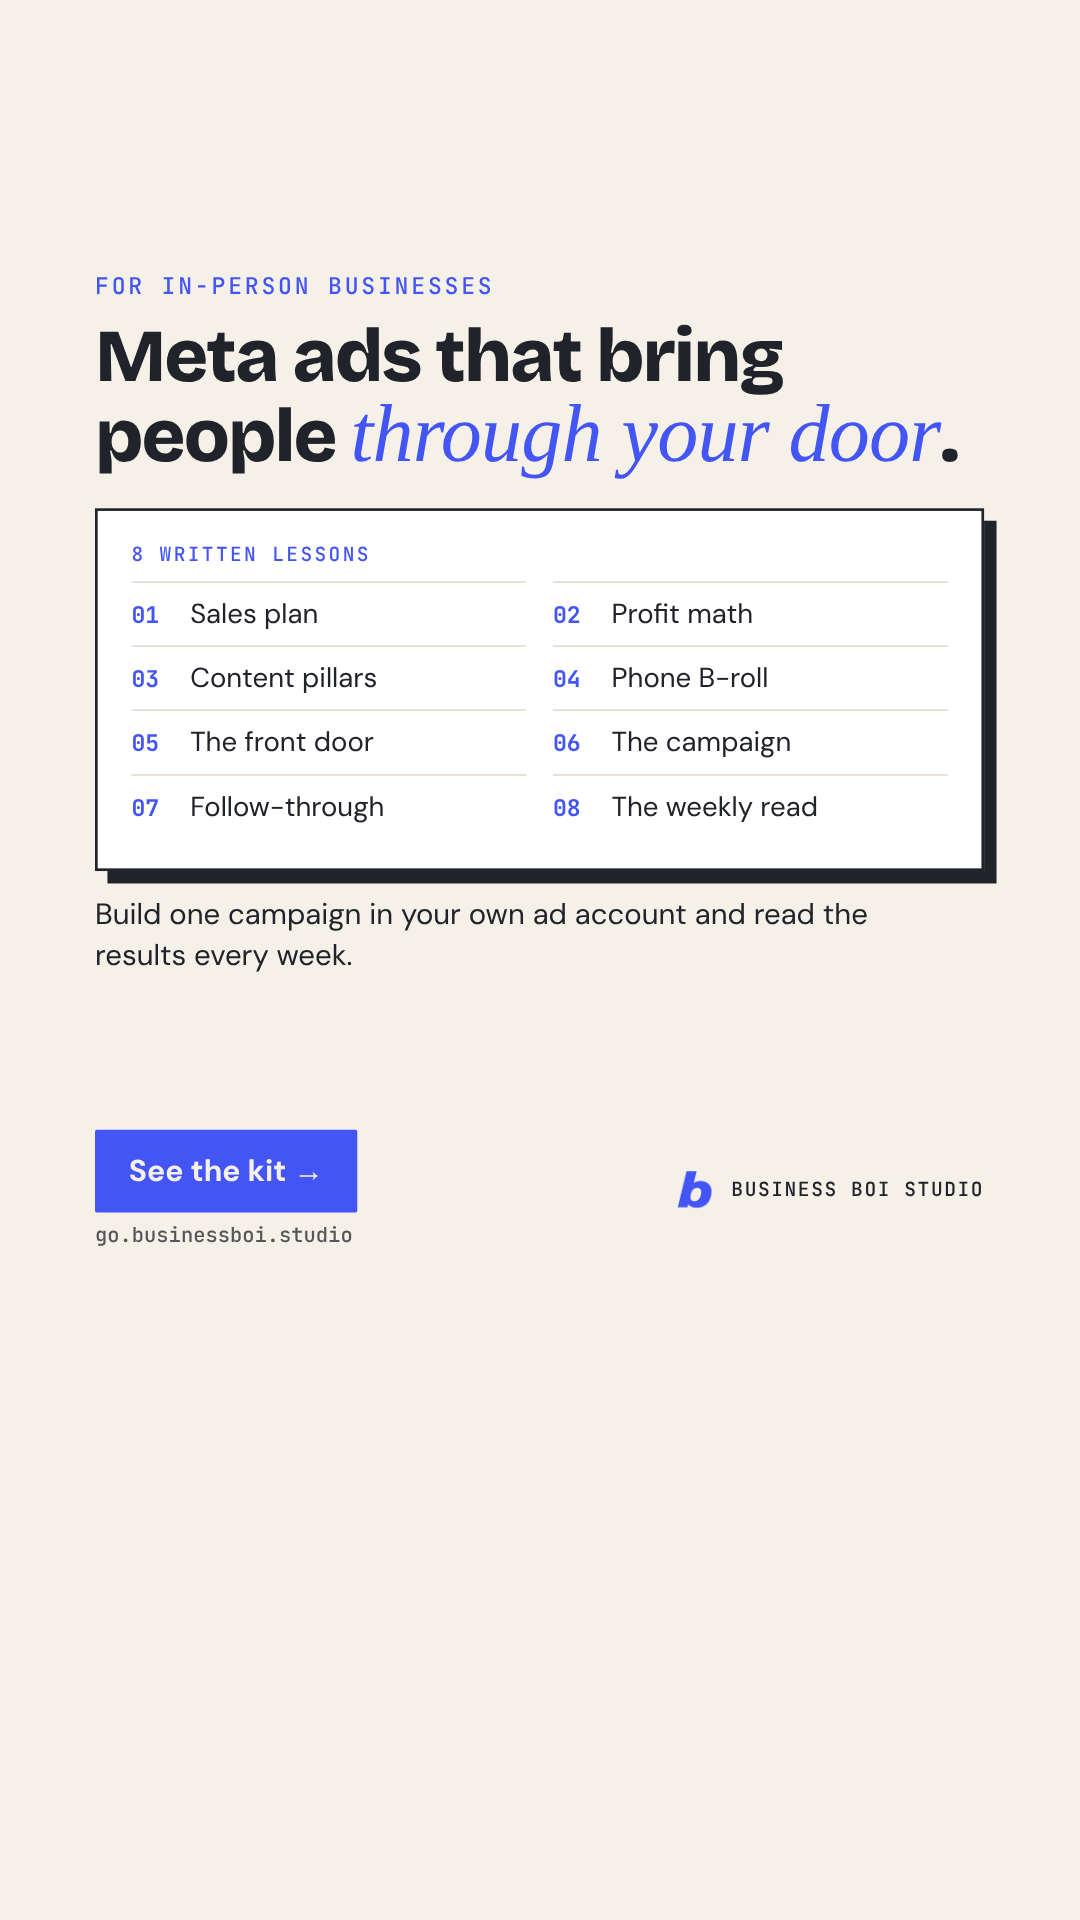 FOR IN-PERSON BUSINESSES
Meta ads that bring
people through your door.
8 WRITTEN LESSONS
01 Sales plan
02 Profit math
03 Content pillars
04 Phone B-roll
05 The front door
06 The campaign
07 Follow-through
08 The weekly read
Build one campaign in your own ad account and read the
results every week.
See the kit →
go.businessboi.studio
b BUSINESS BOI STUDIO